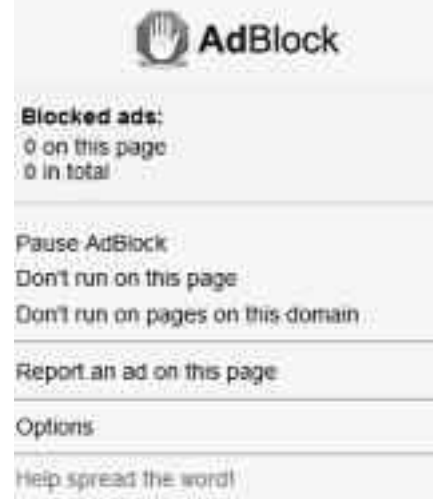 AdBlock
Blocked ads:
0 on this page
0 in total
Pause AdBlock
Don't run on this page
Don't run on pages on this domain
Report an ad on this page
Options
Help spread the word!